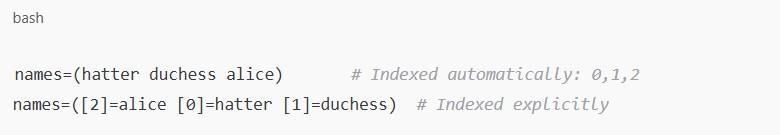 bash
names=(hatter duchess alice) # Indexed automatically: 0,1,2
names=([2]=alice [0]=hatter [1]=duchess) # Indexed explicitly